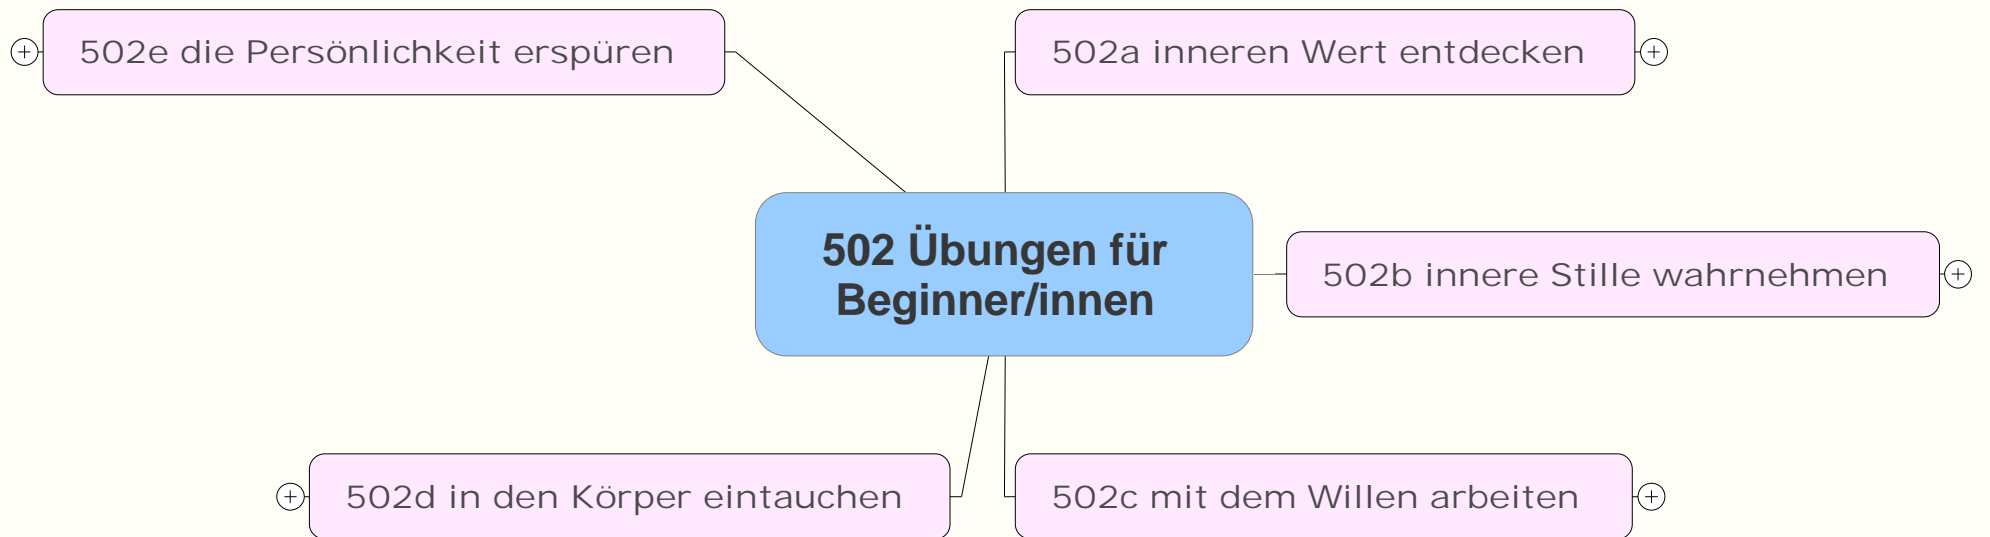 502e die Persönlichkeit erspüren
502a inneren Wert entdecken
502 Übungen für
Beginner/innen
502b innere Stille wahrnehmen
502d in den Körper eintauchen
502c mit dem Willen arbeiten